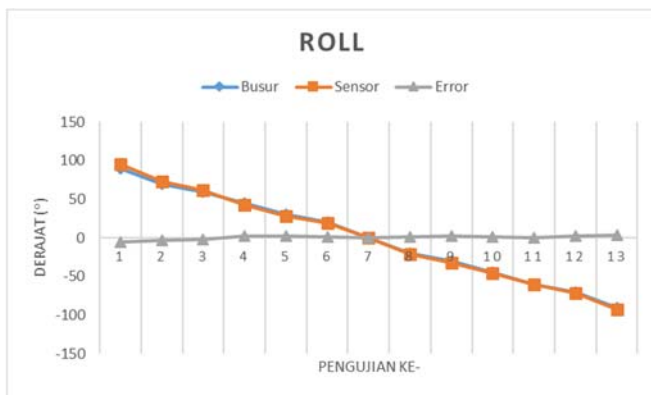 ROLL
Busur Sensor Error
150
100
50
0
-50
-100
-150
DERAJAT (°)
1 2 3 4 5 6 7 8 9 10 11 12 13
PENGUJIAN KE-